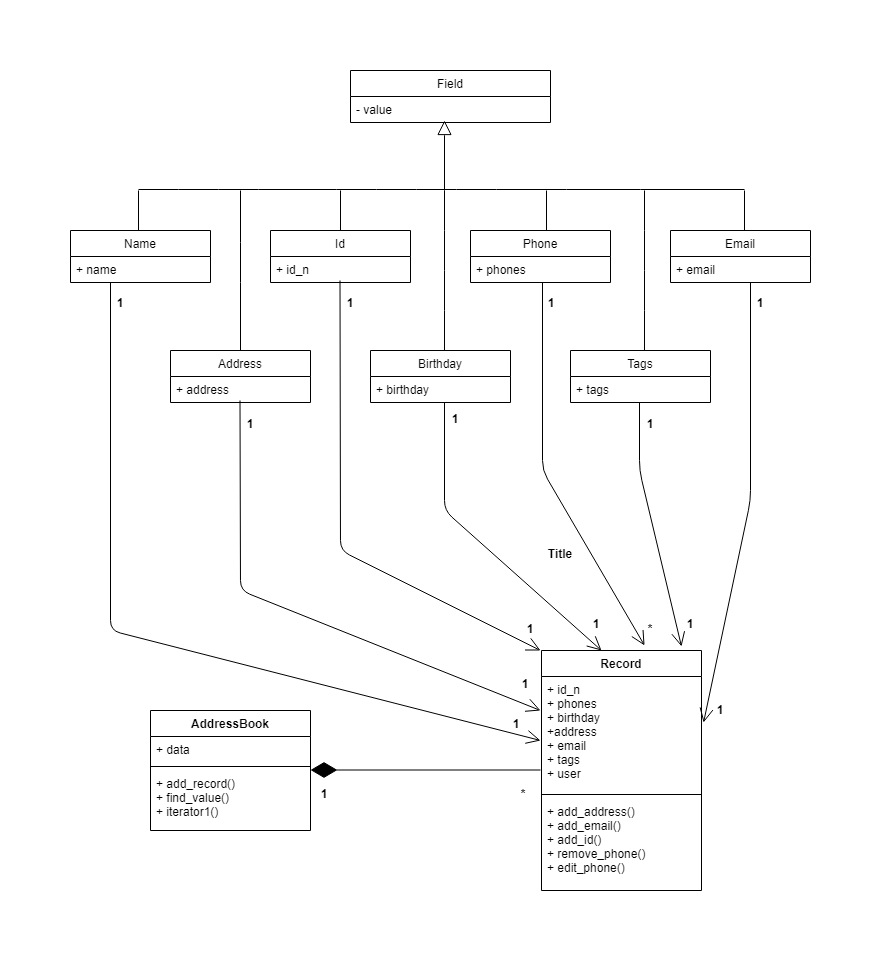 Field
- value
Name
+ name
Id
+ id_n
Phone
+ phones
Email
+ email
1
1
1
1
Address
+ address
Birthday
+ birthday
Tags
+ tags
1
1
1
Title
1
1
*
1
Record
+ id_n
+ phones
+ birthday
+address
+ email
+ tags
+ user
+ add_address()
+ add_email()
+ add_id()
+ remove_phone()
+ edit_phone()
1
1
1
AddressBook
+ data
+ add_record()
+ find_value()
+ iterator1()
1
*